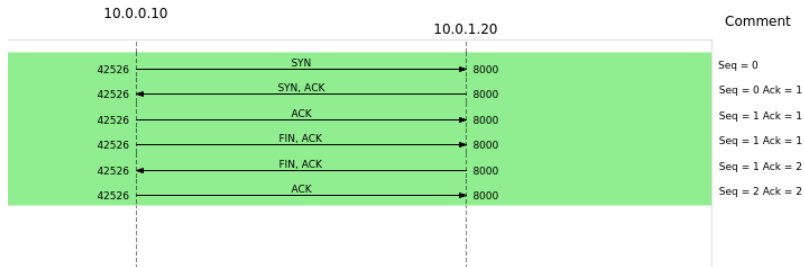 10.0.0.10
10.0.1.20
Comment
42526 SYN 8000 Seq = 0
42526 SYN, ACK 8000 Seq = 0 Ack = 1
42526 ACK 8000 Seq = 1 Ack = 1
42526 FIN, ACK 8000 Seq = 1 Ack = 1
42526 FIN, ACK 8000 Seq = 1 Ack = 2
42526 ACK 8000 Seq = 2 Ack = 2